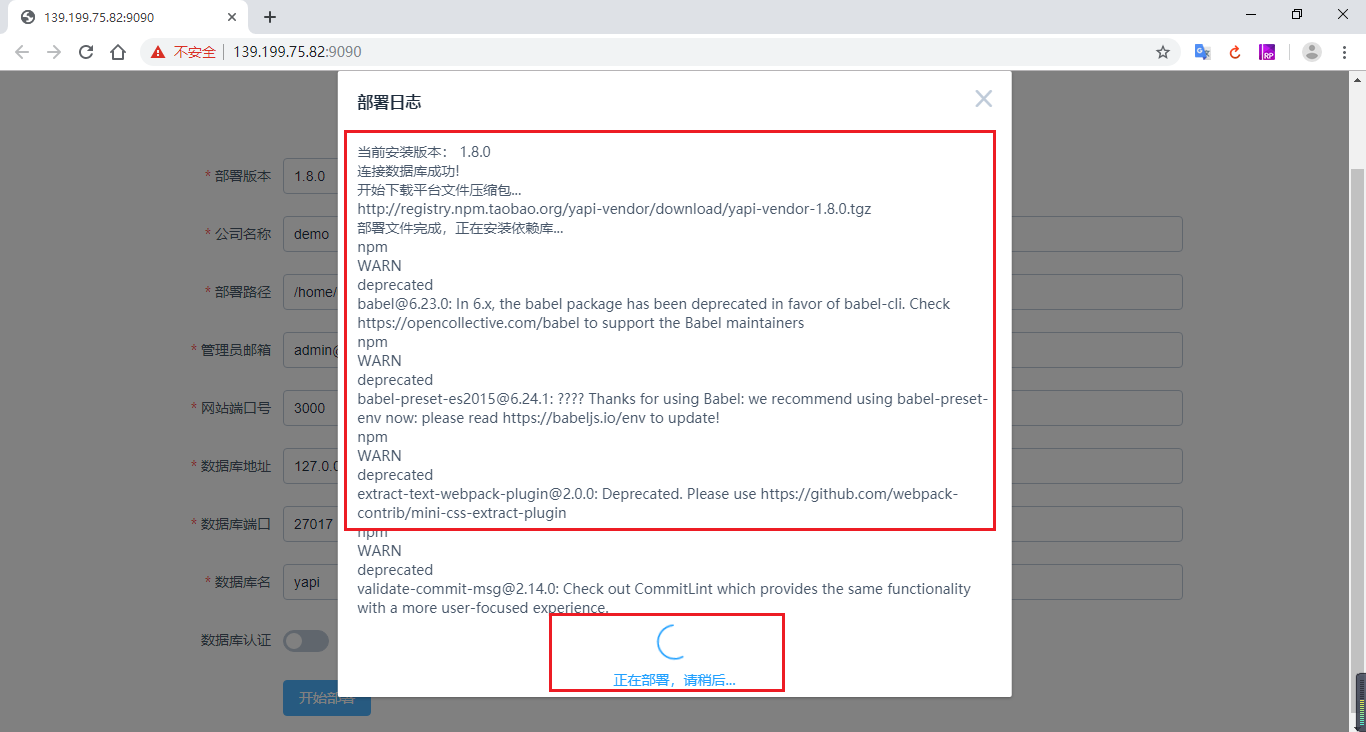 139.199.75.82:9090
不安全
139.199.75.82:9090
RP
部署日志
当前安装版本： 1.8.0
连接数据库成功!
开始下载平台文件压缩包...
http://registry.npm.taobao.org/yapi-vendor/download/yapi-vendor-1.8.0.tgz
部署文件完成，正在安装依赖库...
npm
WARN
deprecated
babel@6.23.0: In 6.x, the babel package has been deprecated in favor of babel-cli. Check
https://opencollective.com/babel to support the Babel maintainers
npm
WARN
deprecated
babel-preset-es2015@6.24.1: ???? Thanks for using Babel: we recommend using babel-preset-
env now: please read https://babeljs.io/env to update!
npm
WARN
deprecated
extract-text-webpack-plugin@2.0.0: Deprecated. Please use https://github.com/webpack-
contrib/mini-css-extract-plugin
npm
WARN
deprecated
validate-commit-msg@2.14.0: Check out CommitLint which provides the same functionality
with a more user-focused experience.
正在部署，请稍后...
* 部署版本 1.8.0
* 公司名称 demo
* 部署路径 /home/
* 管理员邮箱 admin@
* 网站端口号 3000
* 数据库地址 127.0.0
* 数据库端口 27017
* 数据库名 yapi
数据库认证
开始部署